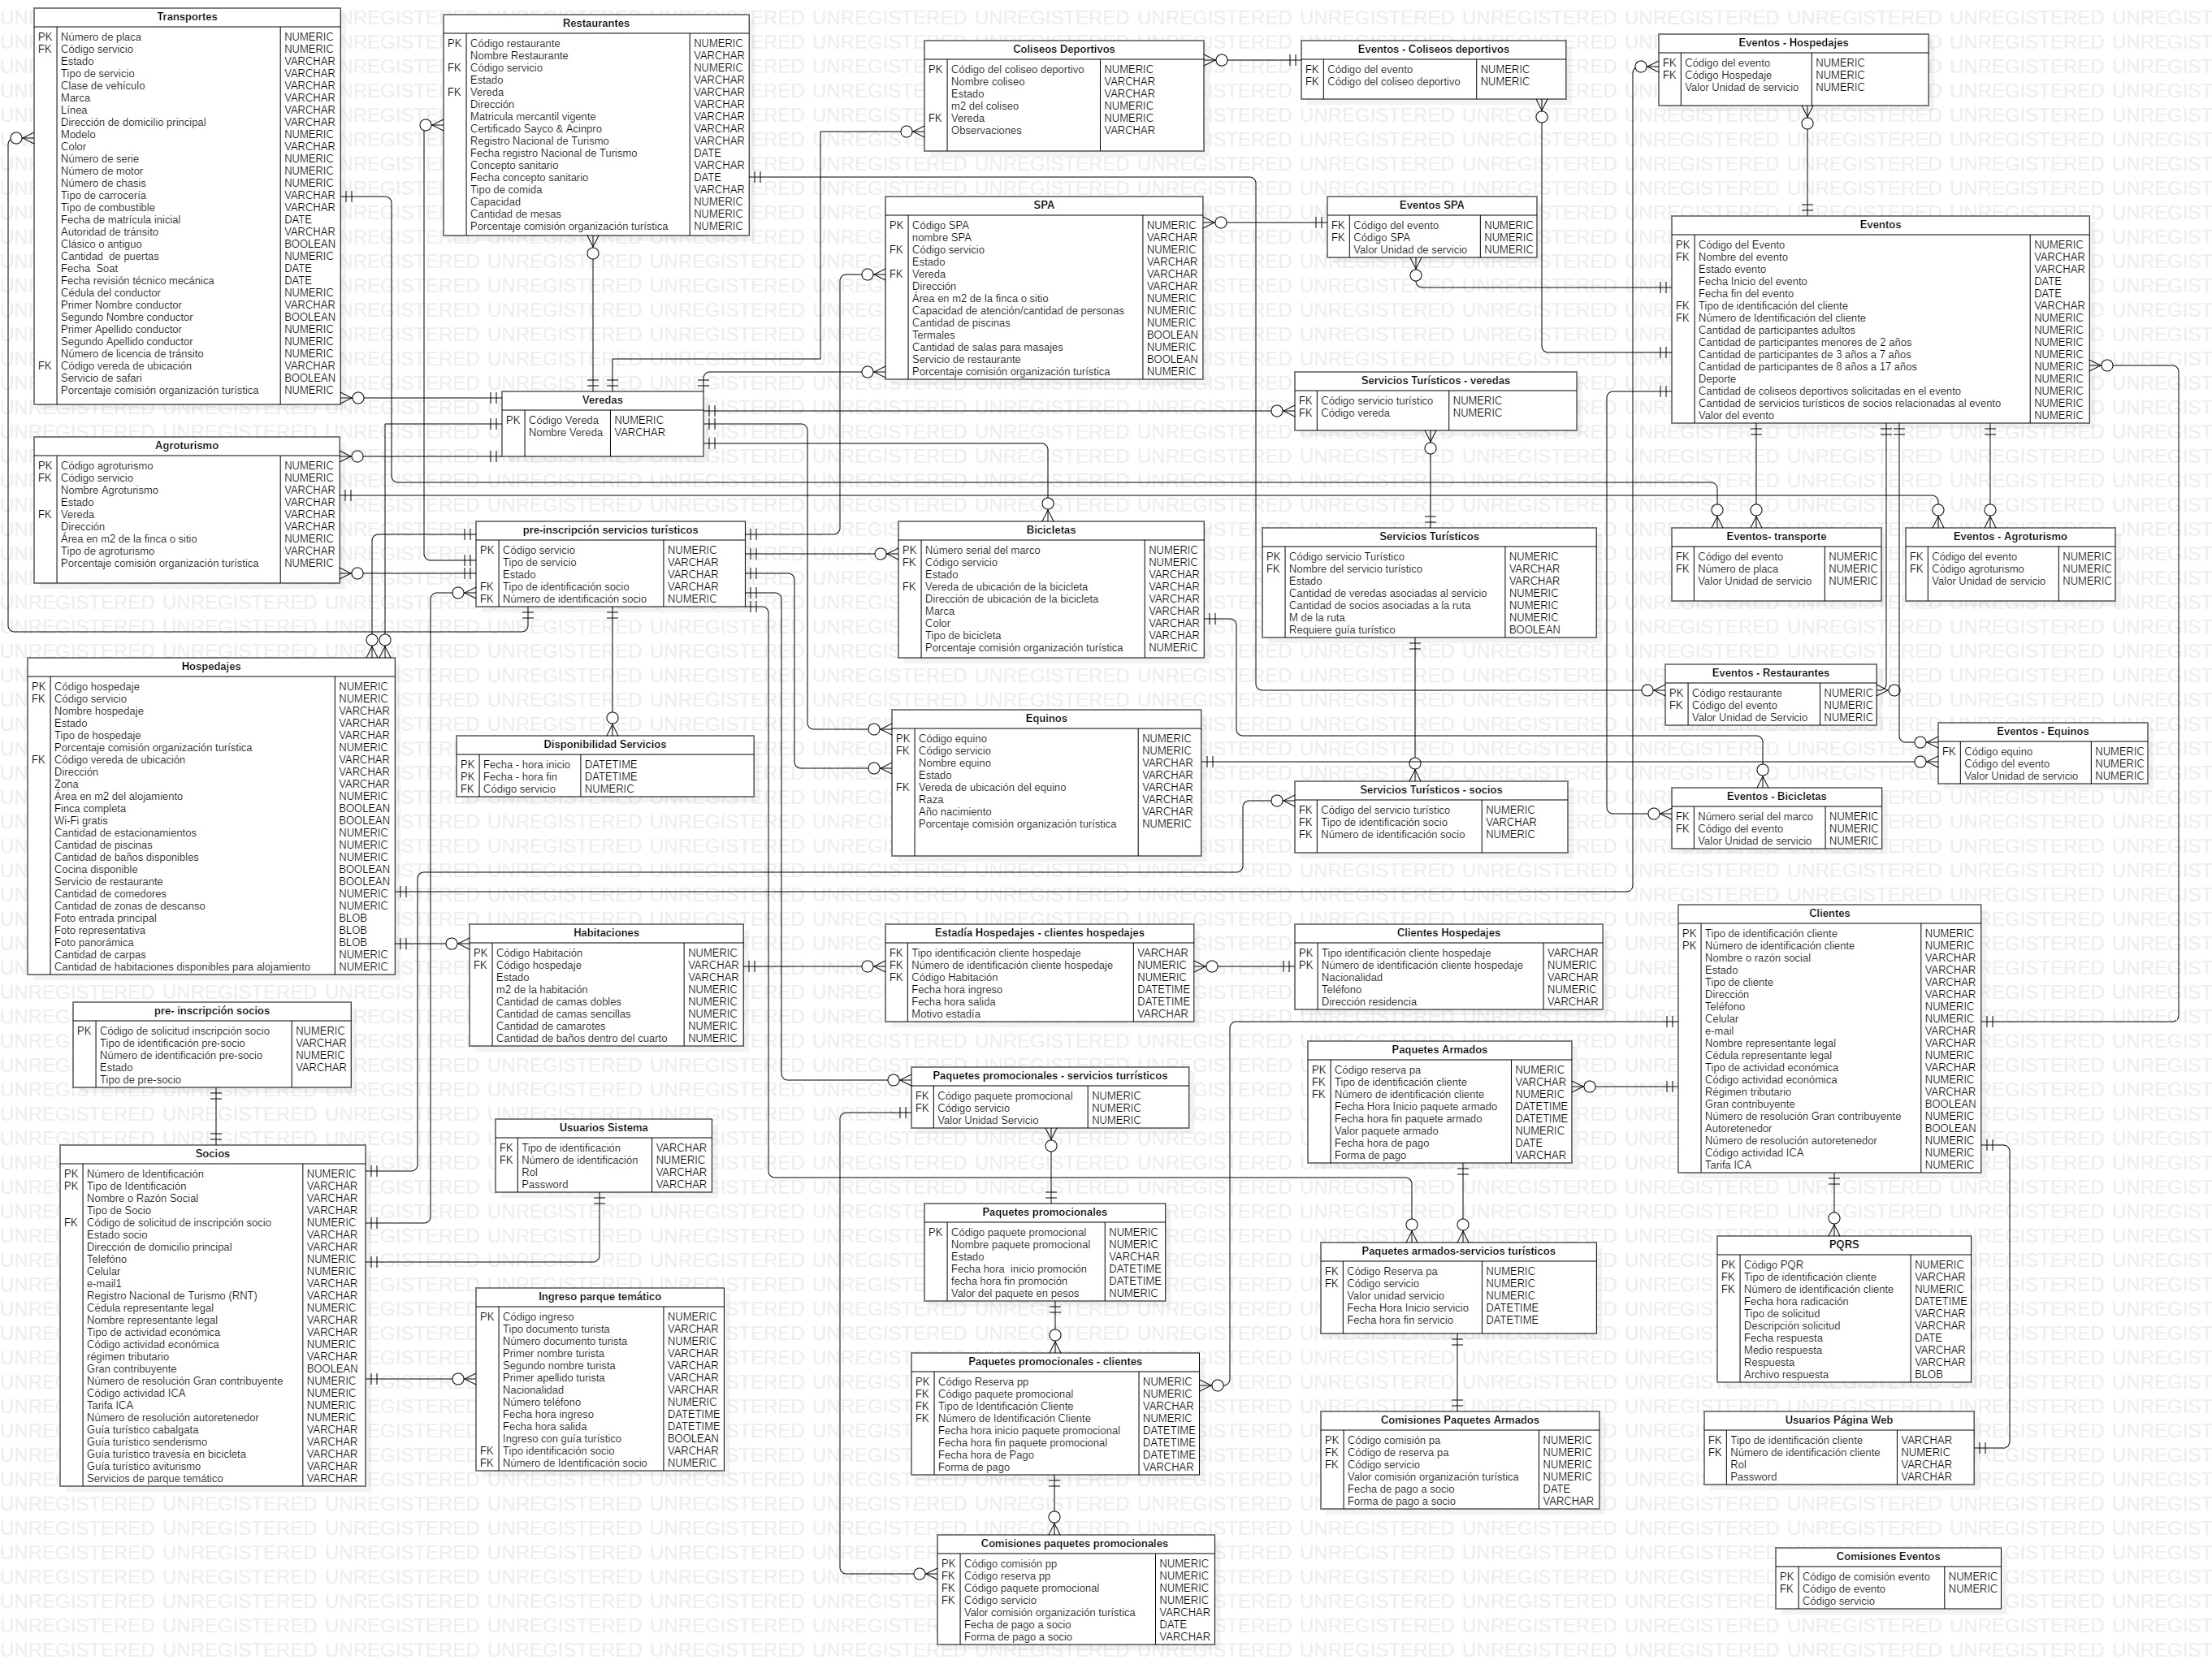 Transportes
PK Número de placa NUMERIC
FK Código servicio NUMERIC
Estado VARCHAR
Tipo de servicio VARCHAR
Clase de vehículo VARCHAR
Marca VARCHAR
Línea VARCHAR
Dirección de domicilio principal VARCHAR
Modelo NUMERIC
Color VARCHAR
Número de serie NUMERIC
Número de motor NUMERIC
Número de chasis NUMERIC
Tipo de carrocería VARCHAR
Tipo de combustible VARCHAR
Fecha de matrícula inicial DATE
Autoridad de tránsito VARCHAR
Clásico o antiguo BOOLEAN
Cantidad de puertas NUMERIC
Fecha Soat DATE
Fecha revisión técnico mecánica DATE
Cédula del conductor NUMERIC
Primer Nombre conductor VARCHAR
Segundo Nombre conductor BOOLEAN
Primer Apellido conductor NUMERIC
Segundo Apellido conductor NUMERIC
Número de licencia de tránsito NUMERIC
FK Código vereda de ubicación VARCHAR
Servicio de safari BOOLEAN
Porcentaje comisión organización turística NUMERIC
Restaurantes
PK Código restaurante NUMERIC
Nombre Restaurante VARCHAR
FK Código servicio NUMERIC
Estado VARCHAR
FK Vereda VARCHAR
Dirección VARCHAR
Matricula mercantil vigente VARCHAR
Certificado Sayco & Acinpro VARCHAR
Registro Nacional de Turismo VARCHAR
Fecha registro Nacional de Turismo DATE
Concepto sanitario VARCHAR
Fecha concepto sanitario DATE
Tipo de comida VARCHAR
Capacidad NUMERIC
Cantidad de mesas NUMERIC
Porcentaje comisión organización turística NUMERIC
Coliseos Deportivos
PK Código del coliseo deportivo NUMERIC
Nombre coliseo VARCHAR
Estado VARCHAR
m2 del coliseo NUMERIC
FK Vereda NUMERIC
Observaciones VARCHAR
Eventos - Coliseos deportivos
FK Código del evento NUMERIC
FK Código del coliseo deportivo NUMERIC
Eventos - Hospedajes
FK Código del evento NUMERIC
FK Código Hospedaje NUMERIC
Valor Unidad de servicio NUMERIC
SPA
PK Código SPA NUMERIC
nombre SPA VARCHAR
FK Código servicio NUMERIC
Estado VARCHAR
FK Vereda VARCHAR
Dirección VARCHAR
Área en m2 de la finca o sitio NUMERIC
Capacidad de atención/cantidad de personas NUMERIC
Cantidad de piscinas NUMERIC
Termales BOOLEAN
Cantidad de salas para masajes NUMERIC
Servicio de restaurante BOOLEAN
Porcentaje comisión organización turística NUMERIC
Eventos SPA
FK Código del evento NUMERIC
FK Código SPA NUMERIC
Valor Unidad de servicio NUMERIC
Eventos
PK Código del Evento NUMERIC
FK Nombre del evento VARCHAR
Estado evento VARCHAR
Fecha Inicio del evento DATE
Fecha fin del evento DATE
FK Tipo de identificación del cliente VARCHAR
FK Número de Identificación del cliente NUMERIC
Cantidad de participantes adultos NUMERIC
Cantidad de participantes menores de 2 años NUMERIC
Cantidad de participantes de 3 años a 7 años NUMERIC
Cantidad de participantes de 8 años a 17 años NUMERIC
Deporte NUMERIC
Cantidad de coliseos deportivos solicitadas en el evento NUMERIC
Cantidad de servicios turísticos de socios relacionadas al evento NUMERIC
Valor del evento NUMERIC
Veredas
PK Código Vereda NUMERIC
Nombre Vereda VARCHAR
Servicios Turísticos - veredas
FK Código servicio turístico NUMERIC
FK Código vereda NUMERIC
Agroturismo
PK Código agroturismo NUMERIC
FK Código servicio NUMERIC
Nombre Agroturismo VARCHAR
Estado VARCHAR
FK Vereda VARCHAR
Dirección VARCHAR
Área en m2 de la finca o sitio NUMERIC
Tipo de agroturismo VARCHAR
Porcentaje comisión organización turística NUMERIC
pre-inscripción servicios turísticos
PK Código servicio NUMERIC
Tipo de servicio VARCHAR
Estado VARCHAR
FK Tipo de identificación socio VARCHAR
FK Número de identificación socio NUMERIC
Bicicletas
PK Número serial del marco NUMERIC
FK Código servicio NUMERIC
Estado VARCHAR
FK Vereda de ubicación de la bicicleta VARCHAR
Dirección de ubicación de la bicicleta VARCHAR
Marca VARCHAR
Color VARCHAR
Tipo de bicicleta VARCHAR
Porcentaje comisión organización turística NUMERIC
Servicios Turísticos
PK Código servicio Turístico NUMERIC
FK Nombre del servicio turístico VARCHAR
Estado VARCHAR
Cantidad de veredas asociadas al servicio NUMERIC
Cantidad de socios asociadas a la ruta NUMERIC
M de la ruta NUMERIC
Requiere guía turístico BOOLEAN
Eventos- transporte
FK Código del evento NUMERIC
FK Número de placa NUMERIC
Valor Unidad de servicio NUMERIC
Eventos - Agroturismo
FK Código del evento NUMERIC
FK Código agroturismo NUMERIC
Valor Unidad de servicio NUMERIC
Hospedajes
PK Código hospedaje NUMERIC
FK Código servicio NUMERIC
Nombre hospedaje VARCHAR
Estado VARCHAR
Tipo de hospedaje VARCHAR
Porcentaje comisión organización turística NUMERIC
FK Código vereda de ubicación VARCHAR
Dirección VARCHAR
Zona VARCHAR
Área en m2 del alojamiento NUMERIC
Finca completa BOOLEAN
Wi-Fi gratis BOOLEAN
Cantidad de estacionamientos NUMERIC
Cantidad de piscinas NUMERIC
Cantidad de baños disponibles NUMERIC
Cocina disponible BOOLEAN
Servicio de restaurante BOOLEAN
Cantidad de comedores NUMERIC
Cantidad de zonas de descanso NUMERIC
Foto entrada principal BLOB
Foto representativa BLOB
Foto panorámica BLOB
Cantidad de carpas NUMERIC
Cantidad de habitaciones disponibles para alojamiento NUMERIC
Disponibilidad Servicios
PK Fecha - hora inicio DATETIME
PK Fecha - hora fin DATETIME
FK Código servicio NUMERIC
Equinos
PK Código equino NUMERIC
FK Código servicio NUMERIC
Nombre equino VARCHAR
Estado VARCHAR
FK Vereda de ubicación del equino VARCHAR
Raza VARCHAR
Año nacimiento VARCHAR
Porcentaje comisión organización turística NUMERIC
Eventos - Restaurantes
PK Código restaurante NUMERIC
FK Código del evento NUMERIC
Valor Unidad de Servicio NUMERIC
Eventos - Equinos
FK Código equino NUMERIC
Código del evento NUMERIC
Valor Unidad de servicio NUMERIC
Servicios Turísticos - socios
FK Código del servicio turístico NUMERIC
FK Tipo de identificación socio VARCHAR
FK Número de identificación socio NUMERIC
Eventos - Bicicletas
FK Número serial del marco NUMERIC
FK Código del evento NUMERIC
Valor Unidad de servicio NUMERIC
Habitaciones
PK Código Habitación NUMERIC
FK Código hospedaje VARCHAR
Estado VARCHAR
m2 de la habitación NUMERIC
Cantidad de camas dobles NUMERIC
Cantidad de camas sencillas NUMERIC
Cantidad de camarotes NUMERIC
Cantidad de baños dentro del cuarto NUMERIC
Estadía Hospedajes - clientes hospedajes
FK Tipo identificación cliente hospedaje VARCHAR
FK Número de identificación cliente hospedaje NUMERIC
FK Código Habitación NUMERIC
Fecha hora ingreso DATETIME
Fecha hora salida DATETIME
Motivo estadía VARCHAR
Clientes Hospedajes
PK Tipo identificación cliente hospedaje VARCHAR
PK Número de identificación cliente hospedaje NUMERIC
Nacionalidad VARCHAR
Teléfono NUMERIC
Dirección residencia VARCHAR
Clientes
PK Tipo de identificación cliente NUMERIC
PK Número de identificación cliente NUMERIC
Nombre o razón social VARCHAR
Estado VARCHAR
Tipo de cliente VARCHAR
Dirección VARCHAR
Teléfono NUMERIC
Celular NUMERIC
e-mail VARCHAR
Nombre representante legal VARCHAR
Cédula representante legal NUMERIC
Tipo de actividad económica VARCHAR
Código actividad económica NUMERIC
Régimen tributario VARCHAR
Gran contribuyente BOOLEAN
Número de resolución Gran contribuyente NUMERIC
Autoretenedor BOOLEAN
Número de resolución autoretenedor NUMERIC
Código actividad ICA NUMERIC
Tarifa ICA NUMERIC
pre- inscripción socios
PK Código de solicitud inscripción socio NUMERIC
Tipo de identificación pre-socio VARCHAR
Número de identificación pre-socio NUMERIC
Estado VARCHAR
Tipo de pre-socio
Paquetes Armados
PK Código reserva pa NUMERIC
FK Tipo de identificación cliente VARCHAR
FK Número de identificación cliente NUMERIC
Fecha Hora Inicio paquete armado DATETIME
Fecha hora fin paquete armado DATETIME
Valor paquete armado NUMERIC
Fecha hora de pago DATE
Forma de pago VARCHAR
Paquetes promocionales - servicios turrísticos
FK Código paquete promocional NUMERIC
FK Código servicio NUMERIC
Valor Unidad Servicio NUMERIC
Usuarios Sistema
FK Tipo de identificación VARCHAR
FK Número de identificación NUMERIC
Rol VARCHAR
Password VARCHAR
Socios
PK Número de Identificación NUMERIC
PK Tipo de Identificación VARCHAR
Nombre o Razón Social VARCHAR
Tipo de Socio VARCHAR
FK Código de solicitud de inscripción socio NUMERIC
Estado socio VARCHAR
Dirección de domicilio principal VARCHAR
Telefóno NUMERIC
Celular NUMERIC
e-mail1 VARCHAR
Registro Nacional de Turismo (RNT) VARCHAR
Cédula representante legal NUMERIC
Nombre representante legal VARCHAR
Tipo de actividad económica VARCHAR
Código actividad económica NUMERIC
régimen tributario VARCHAR
Gran contribuyente BOOLEAN
Número de resolución Gran contribuyente NUMERIC
Código actividad ICA NUMERIC
Tarifa ICA NUMERIC
Número de resolución autoretenedor NUMERIC
Guía turístico cabalgata VARCHAR
Guía turístico senderismo VARCHAR
Guía turístico travesía en bicicleta VARCHAR
Guía turístico aviturismo VARCHAR
Servicios de parque temático VARCHAR
Paquetes promocionales
PK Código paquete promocional NUMERIC
Nombre paquete promocional NUMERIC
Estado VARCHAR
Fecha hora inicio promoción DATETIME
fecha hora fin promoción DATETIME
Valor del paquete en pesos NUMERIC
Paquetes armados-servicios turísticos
FK Código Reserva pa NUMERIC
FK Código servicio NUMERIC
Valor unidad servicio NUMERIC
Fecha Hora Inicio servicio DATETIME
Fecha hora fin servicio DATETIME
PQRS
PK Código PQR NUMERIC
FK Tipo de identificación cliente VARCHAR
FK Número de identificación cliente NUMERIC
Fecha hora radicación DATETIME
Tipo de solicitud VARCHAR
Descripción solicitud VARCHAR
Fecha respuesta DATE
Medio respuesta VARCHAR
Respuesta VARCHAR
Archivo respuesta BLOB
Ingreso parque temático
PK Código ingreso NUMERIC
Tipo documento turista VARCHAR
Número documento turista NUMERIC
Primer nombre turista VARCHAR
Segundo nombre turista VARCHAR
Primer apellido turista VARCHAR
Nacionalidad VARCHAR
Número teléfono NUMERIC
Fecha hora ingreso DATETIME
Fecha hora salida DATETIME
Ingreso con guía turístico BOOLEAN
FK Tipo identificación socio VARCHAR
FK Número de Identificación socio NUMERIC
Paquetes promocionales - clientes
PK Código Reserva pp NUMERIC
FK Código paquete promocional NUMERIC
FK Tipo de Identificación Cliente VARCHAR
FK Número de Identificación Cliente NUMERIC
Fecha hora inicio paquete promocional DATETIME
Fecha hora fin paquete promocional DATETIME
Fecha hora de Pago DATETIME
Forma de pago VARCHAR
Comisiones Paquetes Armados
PK Código comisión pa NUMERIC
FK Código de reserva pa NUMERIC
FK Código servicio NUMERIC
Valor comisión organización turística NUMERIC
Fecha de pago a socio DATE
Forma de pago a socio VARCHAR
Usuarios Página Web
FK Tipo de identificación cliente VARCHAR
FK Número de identificación cliente NUMERIC
Rol VARCHAR
Password VARCHAR
Comisiones paquetes promocionales
PK Código comisión pp NUMERIC
FK Código reserva pp NUMERIC
FK Código paquete promocional NUMERIC
FK Código servicio NUMERIC
Valor comisión organización turística VARCHAR
Fecha de pago a socio DATE
Forma de pago a socio VARCHAR
Comisiones Eventos
PK Código de comisión evento NUMERIC
FK Código de evento NUMERIC
Código servicio